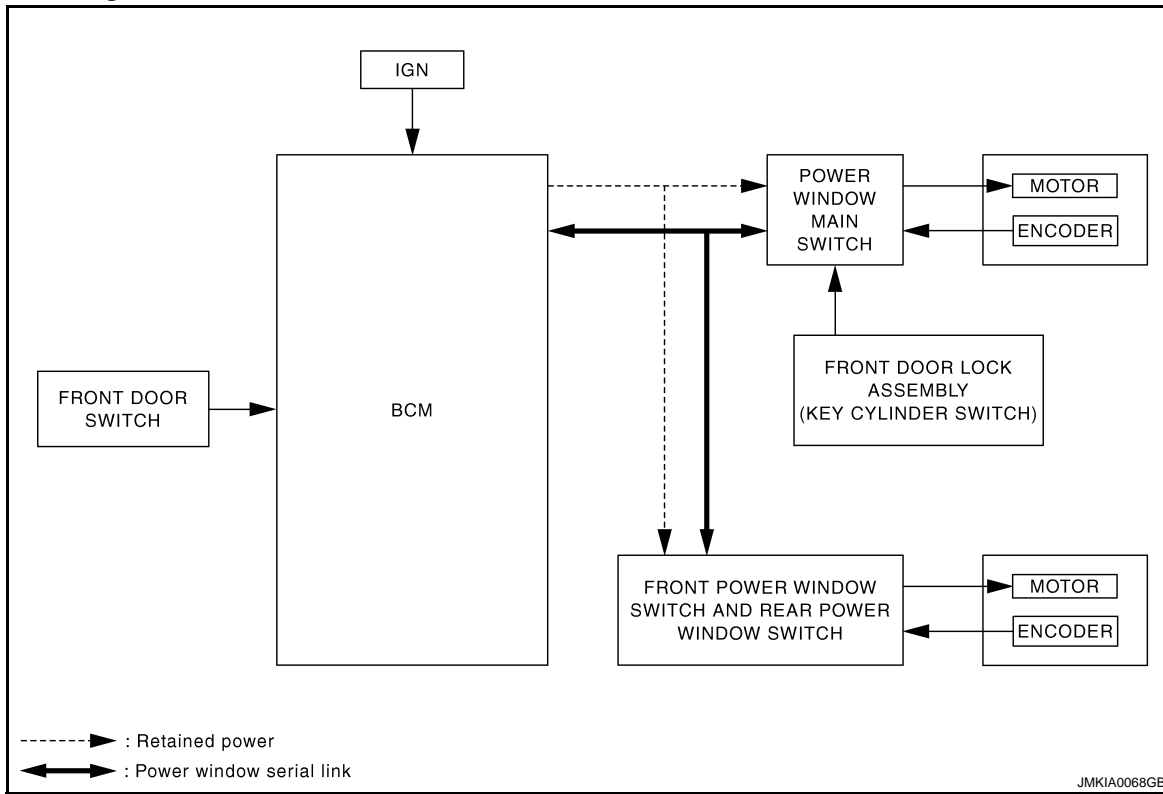 IGN
POWER
WINDOW
MAIN
SWITCH
MOTOR
ENCODER
FRONT DOOR
SWITCH
BCM
FRONT DOOR LOCK
ASSEMBLY
(KEY CYLINDER SWITCH)
FRONT POWER WINDOW
SWITCH AND REAR POWER
WINDOW SWITCH
MOTOR
ENCODER
: Retained power
: Power window serial link
JMKIA0068GB